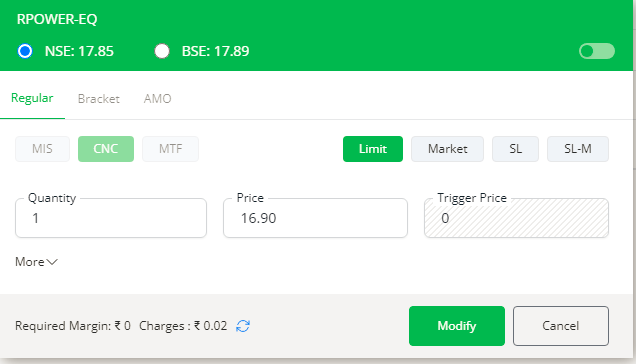 RPOWER-EQ
NSE: 17.85 BSE: 17.89
Regular Bracket AMO
MIS CNC MTF Limit Market SL SL-M
Quantity Price Trigger Price
1 16.90 0
More
Required Margin: ₹ 0 Charges : ₹ 0.02 Modify Cancel